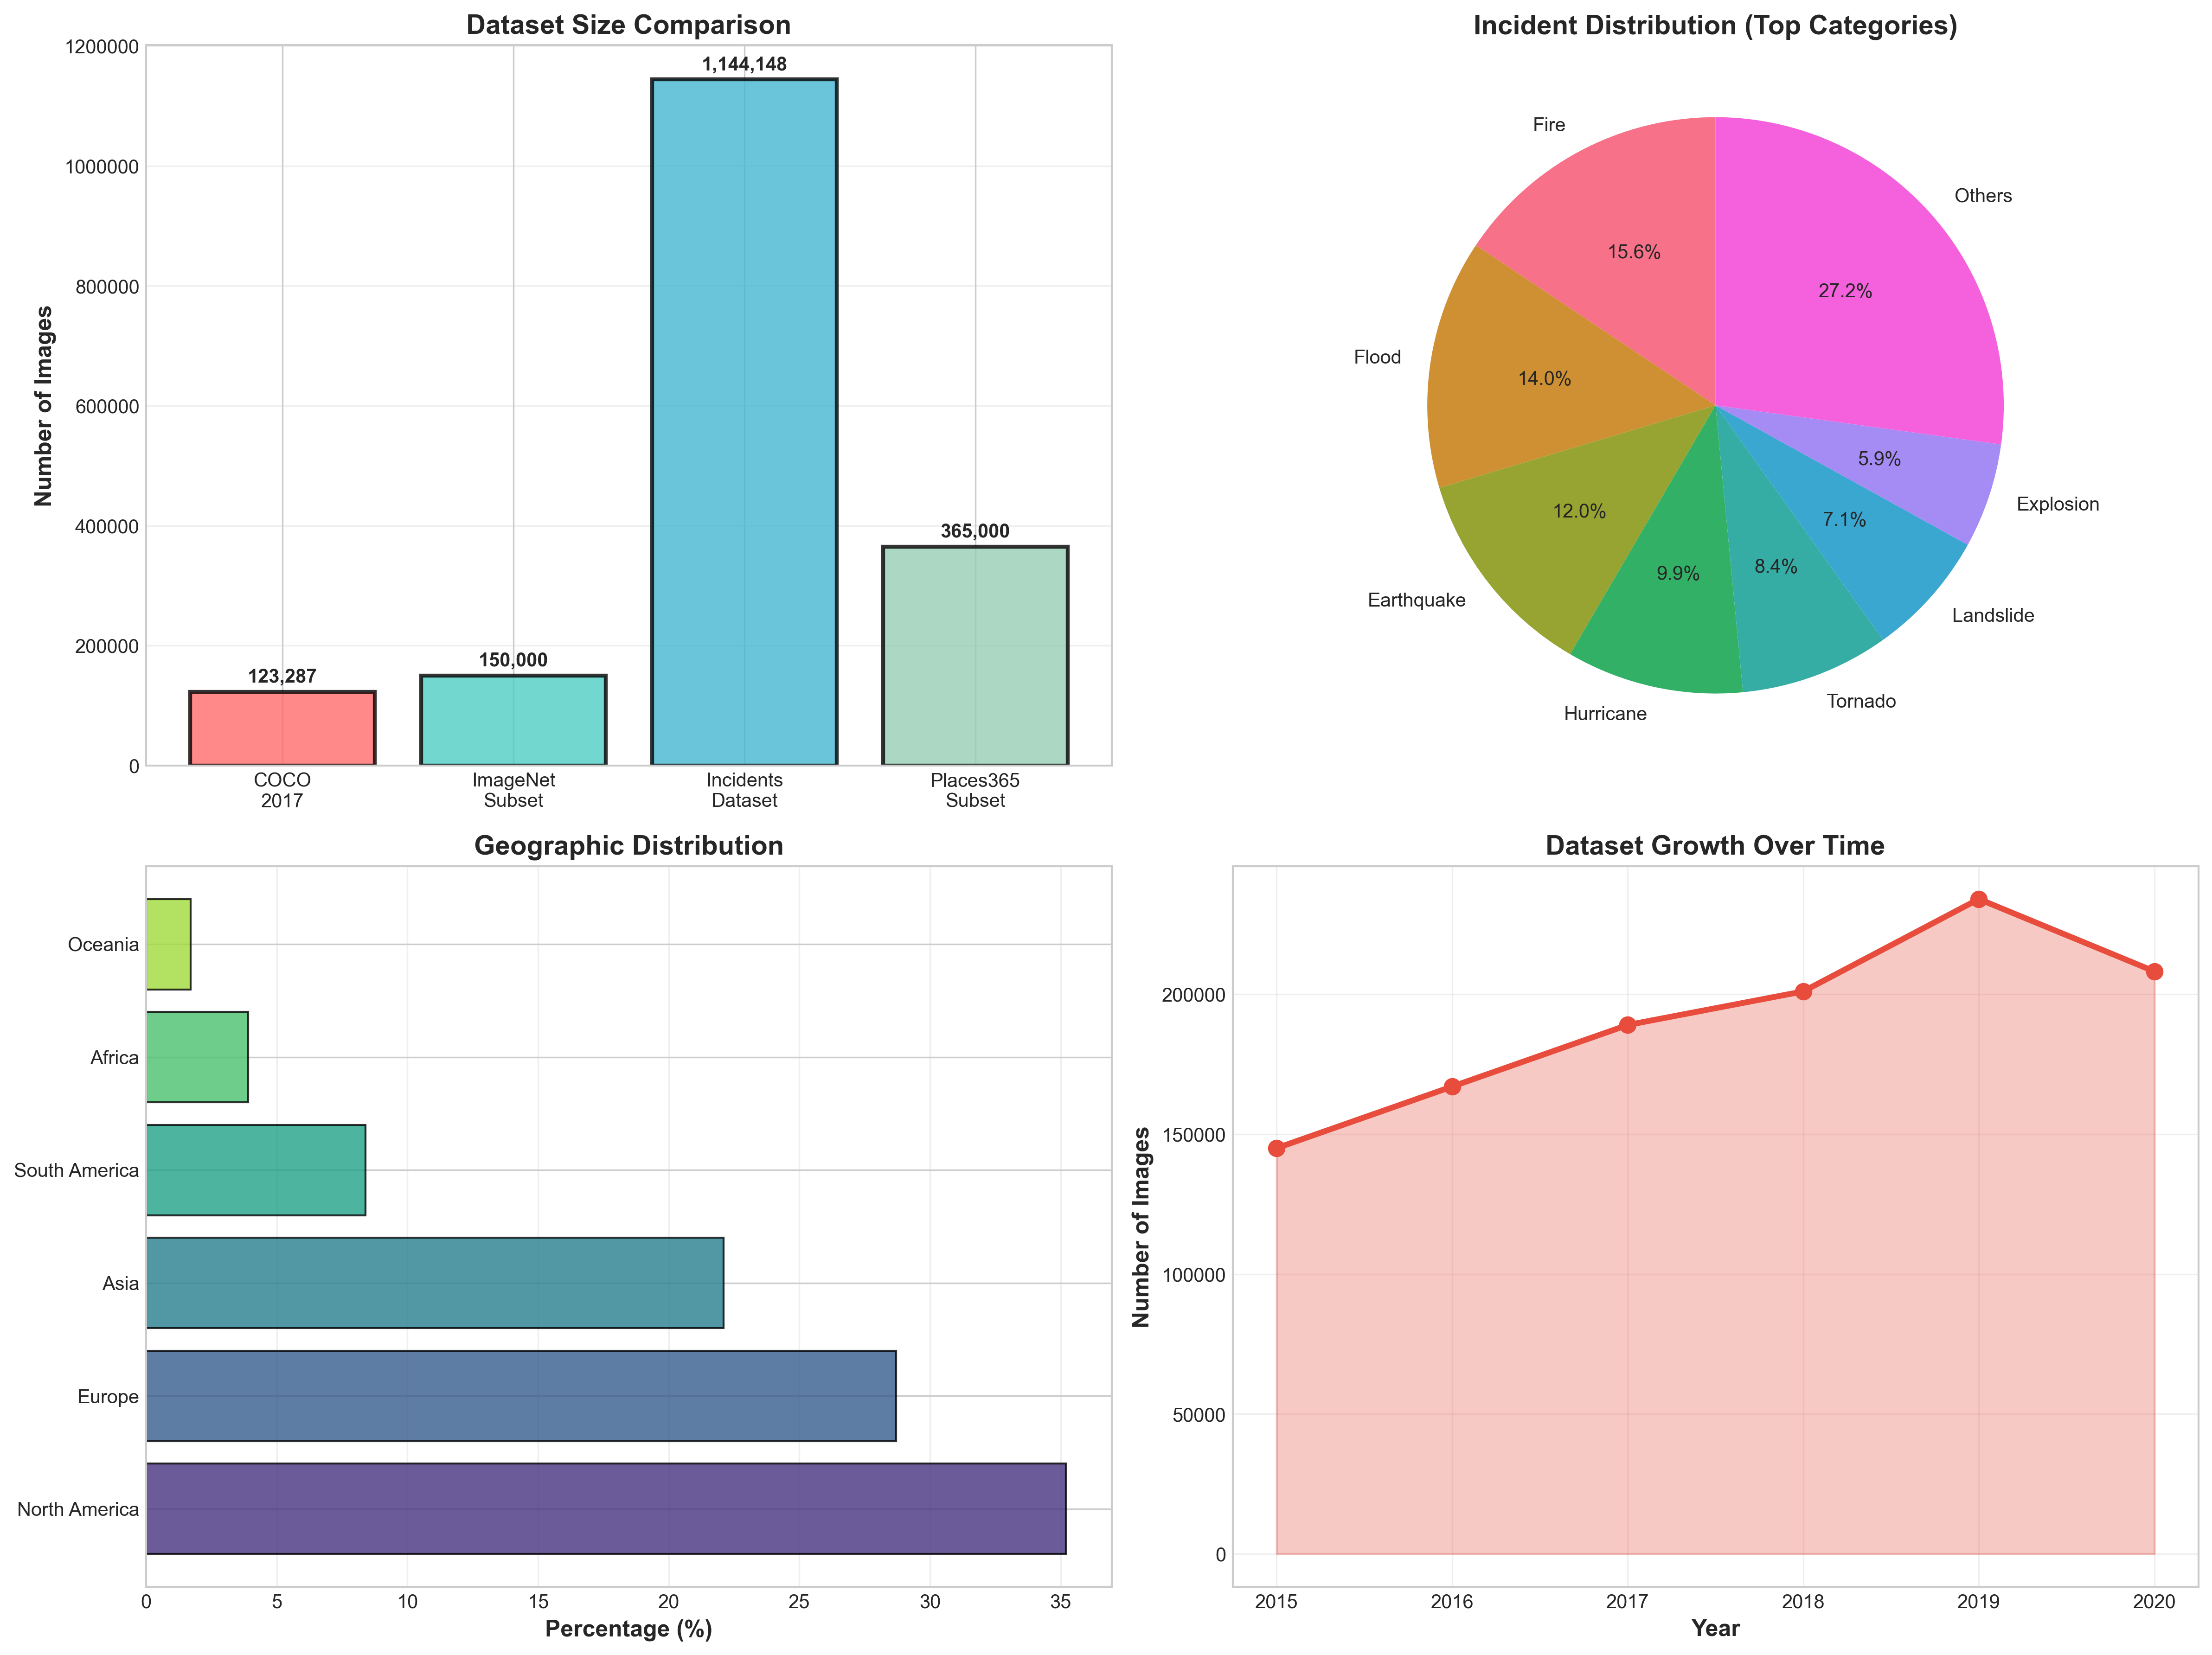 Dataset Size Comparison
Number of Images
1200000
1000000
800000
600000
400000
200000
0
123,287
150,000
1,144,148
365,000
COCO
2017
ImageNet
Subset
Incidents
Dataset
Places365
Subset
Incident Distribution (Top Categories)
Fire
15.6%
Flood
14.0%
Earthquake
12.0%
Hurricane
9.9%
Tornado
8.4%
Landslide
7.1%
Explosion
5.9%
Others
27.2%
Geographic Distribution
Oceania
Africa
South America
Asia
Europe
North America
0
5
10
15
20
25
30
35
Percentage (%)
Dataset Growth Over Time
Number of Images
200000
150000
100000
50000
0
2015
2016
2017
2018
2019
2020
Year